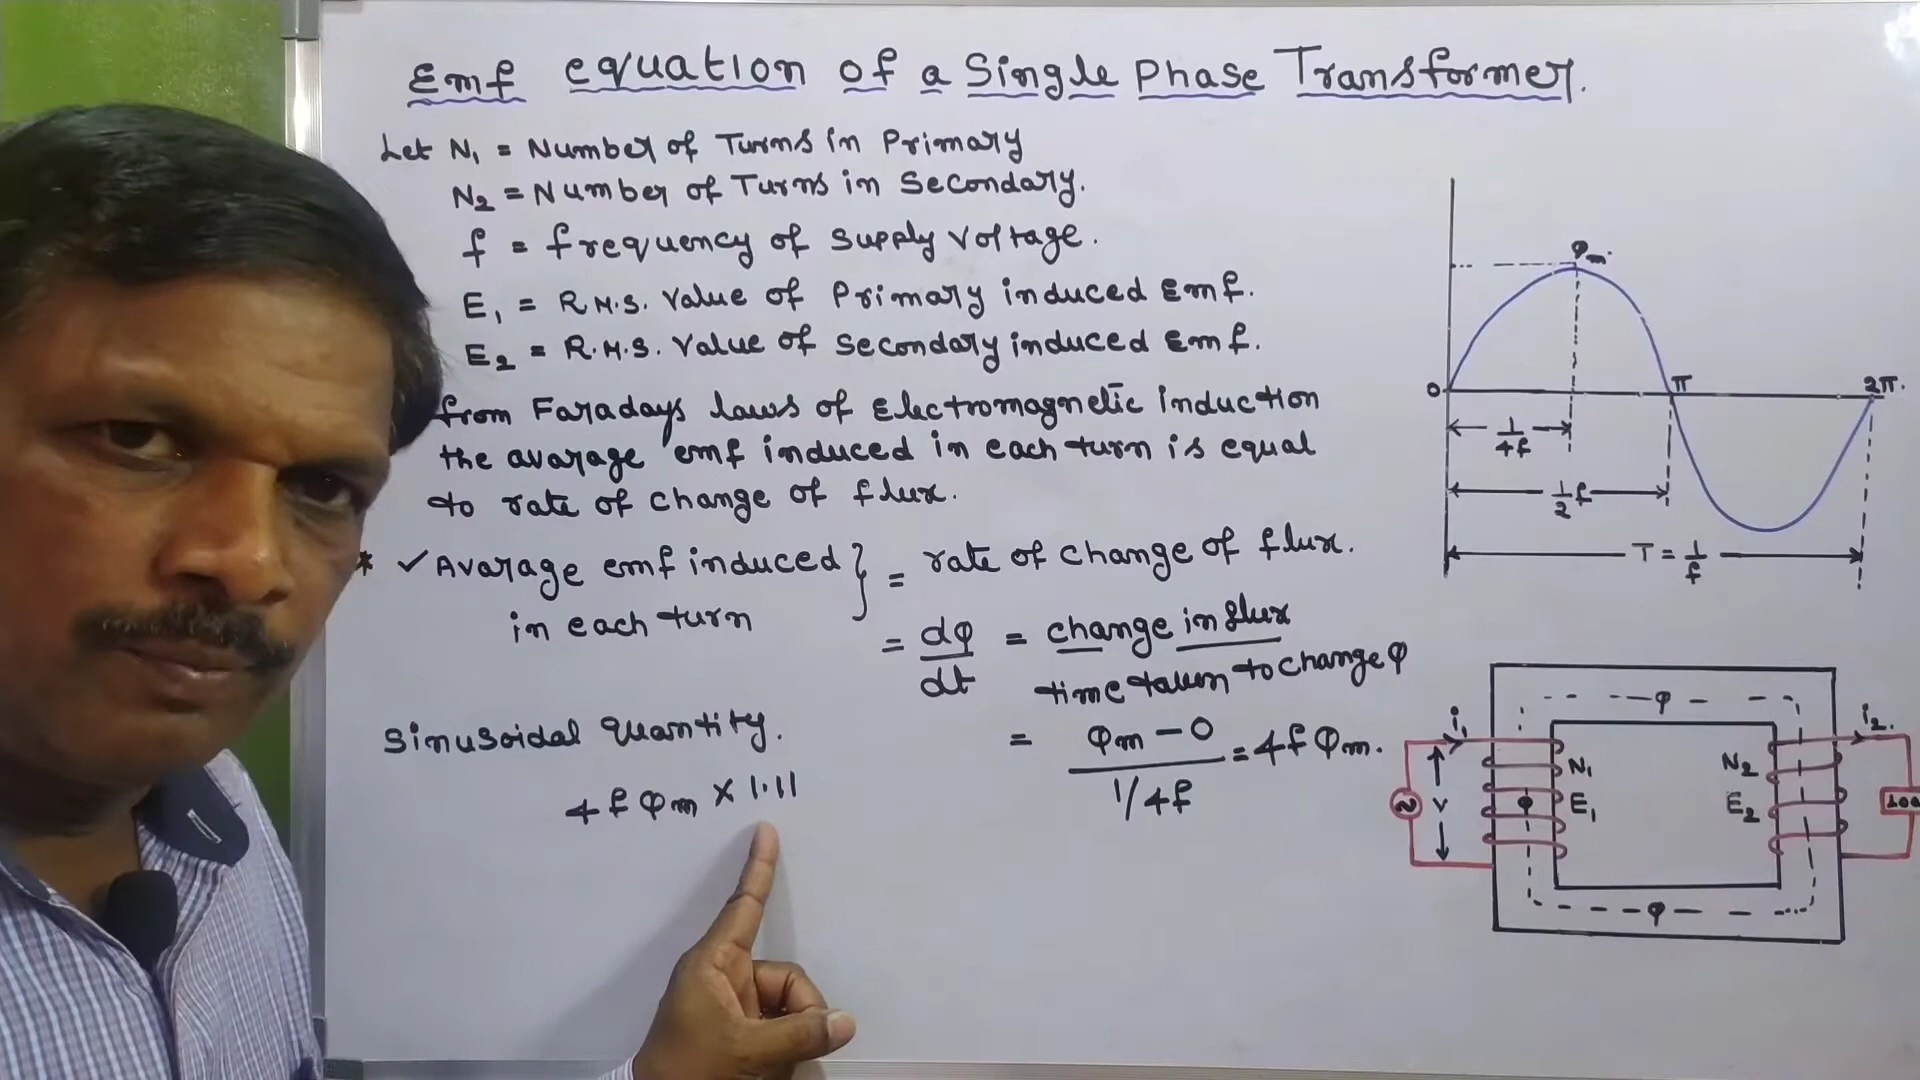 Emf equation of a Single Phase Transformer.
Let N₁ = Number of Turns in Primary
N₂ = Number of Turns in Secondary.
f = frequency of supply voltage.
E₁ = R.M.S. Value of Primary induced Emf.
E₂ = R.M.S. Value of Secondary induced Emf.
from Faradays laws of Electromagnetic induction
the avarage emf induced in each turn is equal
to rate of change of flux.
* ✓ Avarage emf induced } = rate of change of flux.
in each turn
= dφ/dt = change in flux / time taken to change φ
= φm - 0 / 1/4f = 4f φm.
Sinusoidal Quantity.
4 f φm × 1.11
φm.
0
π
2π.
1/4f
1/2 f
T = 1/f
φ
i₁
i₂.
N₁
N₂
V
φ
E₁
E₂
φ